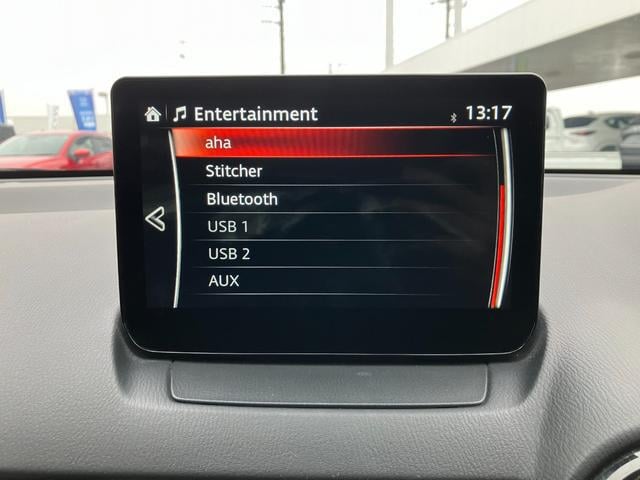 Entertainment
13:17
aha
Stitcher
Bluetooth
USB 1
USB 2
AUX